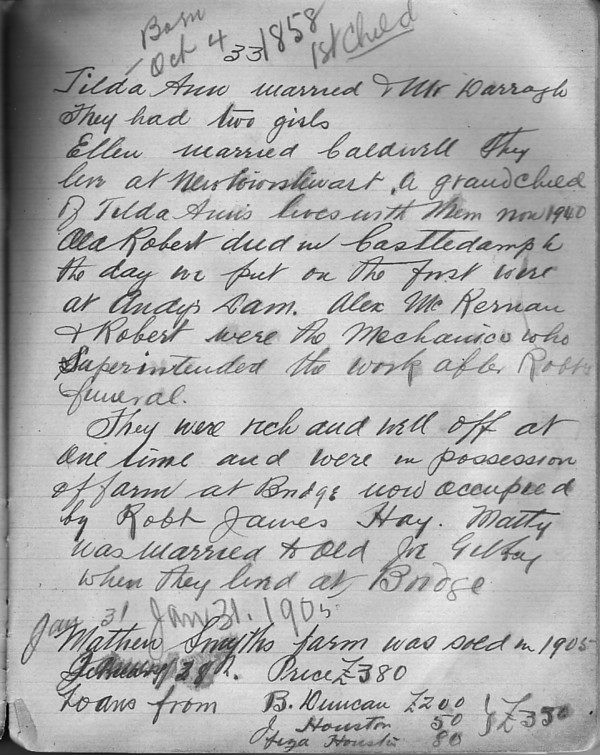 Born
Oct 4 1858
33
1st Child
Tilda Ann married Mr Darragh
They had two girls
Ellen married Caldwell They
live at Newtownstewart. A grandchild
of Tilda Anns lives with them now 1940
Old Robert died in Castledamph
the day we put on the first wire
at Andys Dam. Alex McKernan
& Robert were the Mechanics who
Superintended the work after Robts
funeral.
They were rich and well off at
one time and were in possession
of farm at Bridge now occupied
by Robt James Hay. Matty
was married to Old Joe
when they lived at Bridge
Jan 31 Jan 31. 1905
Mathew Smyths farm was sold in 1905
28th. Price £380
Loans from B. Duncan £200
J. Houston 50
Liza Houston 80
£330